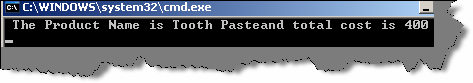 C:\WINDOWS\system32\cmd.exe
The Product Name is Tooth Pasteand total cost is 400